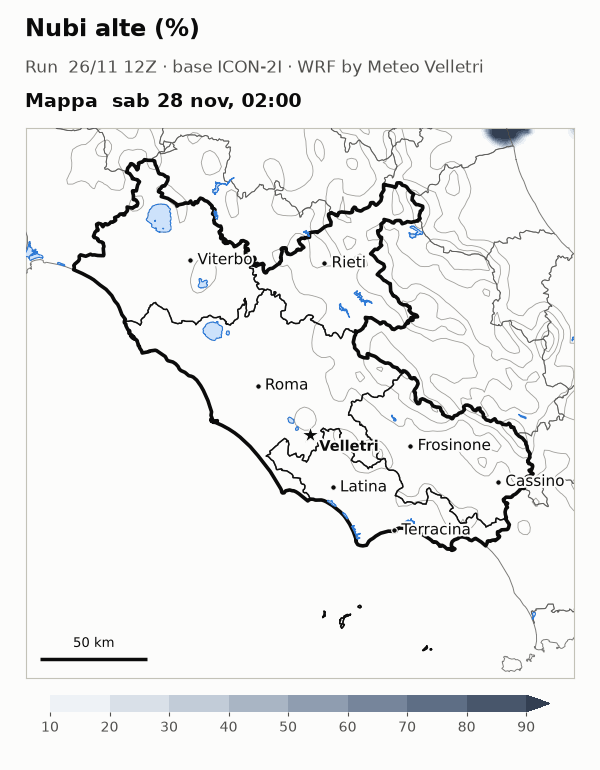 Nubi alte (%)
Run  26/11 12Z · base ICON-2I · WRF by Meteo Velletri
Mappa  sab 28 nov, 02:00
Viterbo
Rieti
Roma
Velletri
Frosinone
Latina
Cassino
Terracina
50 km
10 20 30 40 50 60 70 80 90